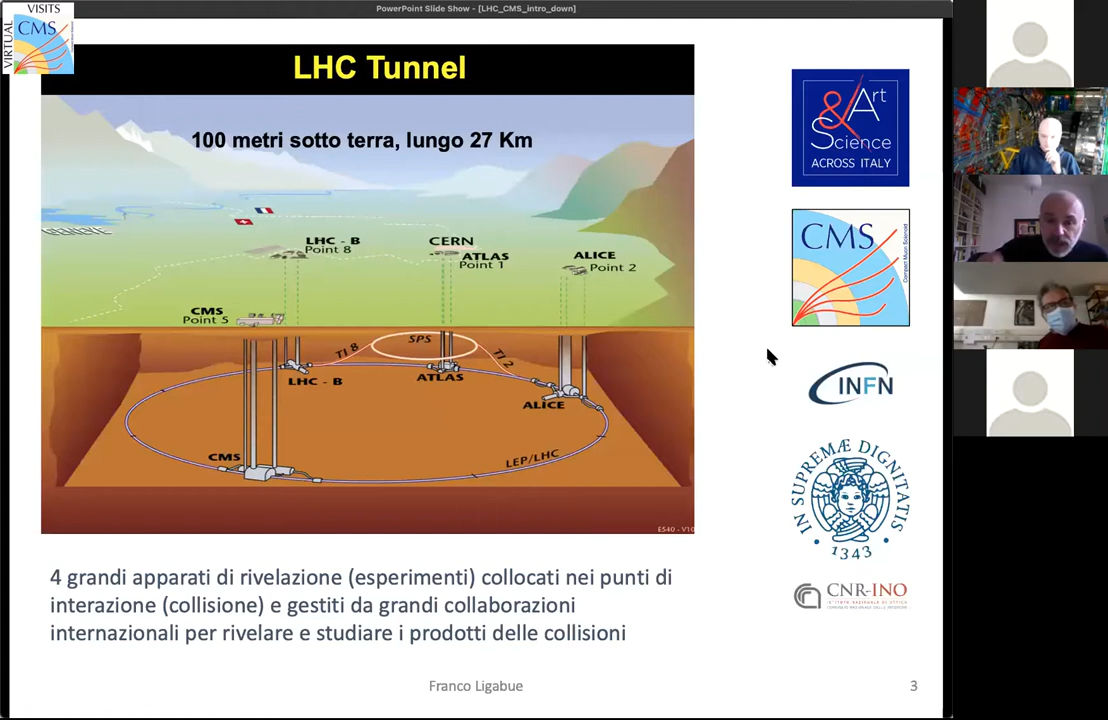 PowerPoint Slide Show - [LHC_CMS_intro_down]
VIRTUAL
VISITS
CMS
LHC Tunnel
100 metri sotto terra, lungo 27 Km
LHC - B
Point 8
CERN
ATLAS
Point 1
ALICE
Point 2
CMS
Point 5
SPS
TI 8
TI 2
LHC - B
ATLAS
ALICE
CMS
LEP/LHC
E540 - V10
4 grandi apparati di rivelazione (esperimenti) collocati nei punti di
interazione (collisione) e gestiti da grandi collaborazioni
internazionali per rivelare e studiare i prodotti delle collisioni
Franco Ligabue
3
Art
&
Science
ACROSS ITALY
CMS
Compact Muon Solenoid
INFN
IN SUPREMÆ DIGNITATIS
• 1343 •
CNR-INO